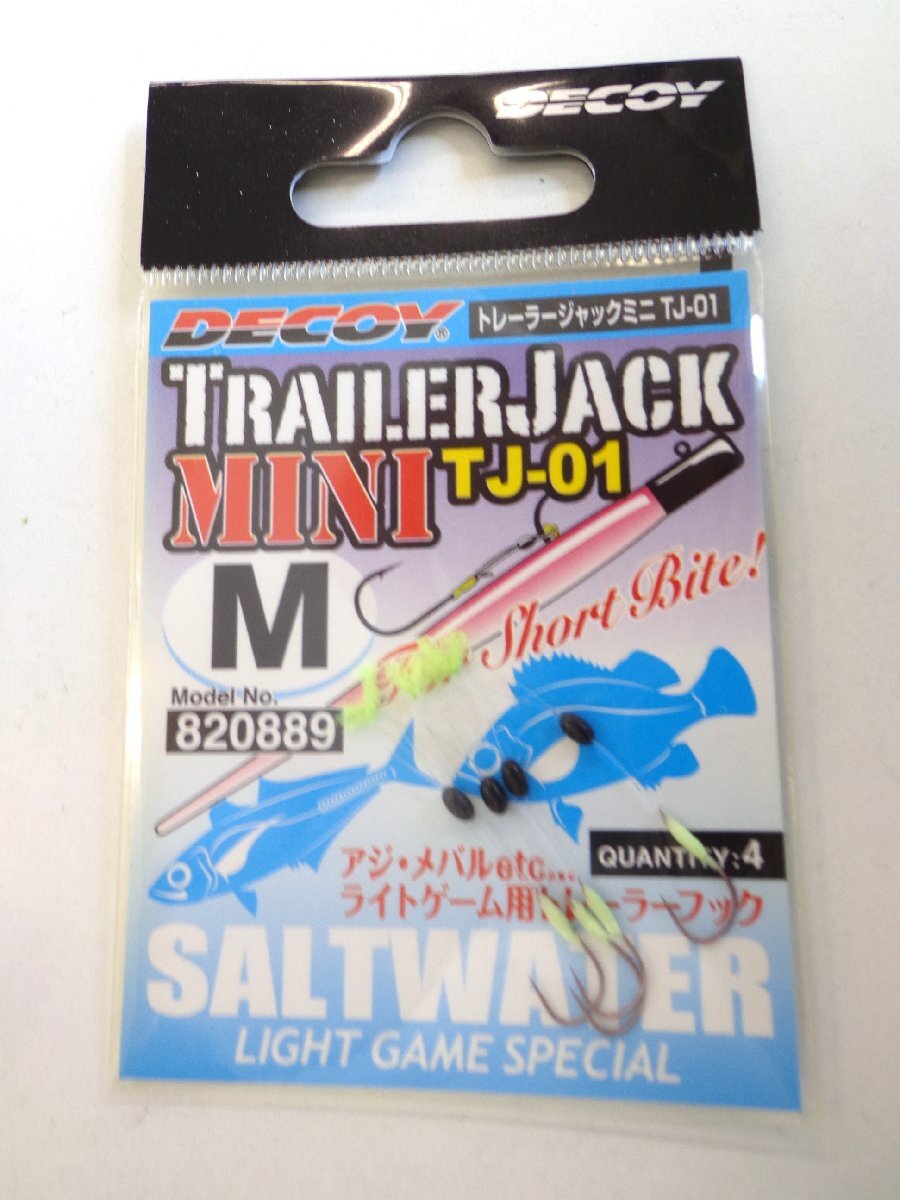 DECOY
DECOY®
トレーラージャックミニ TJ-01
TRAILERJACK
MINI TJ-01
M
Short Bite!
Model No.
820889
QUANTITY:4
アジ・メバルetc...
ライトゲーム用トレーラーフック
SALTWATER
LIGHT GAME SPECIAL